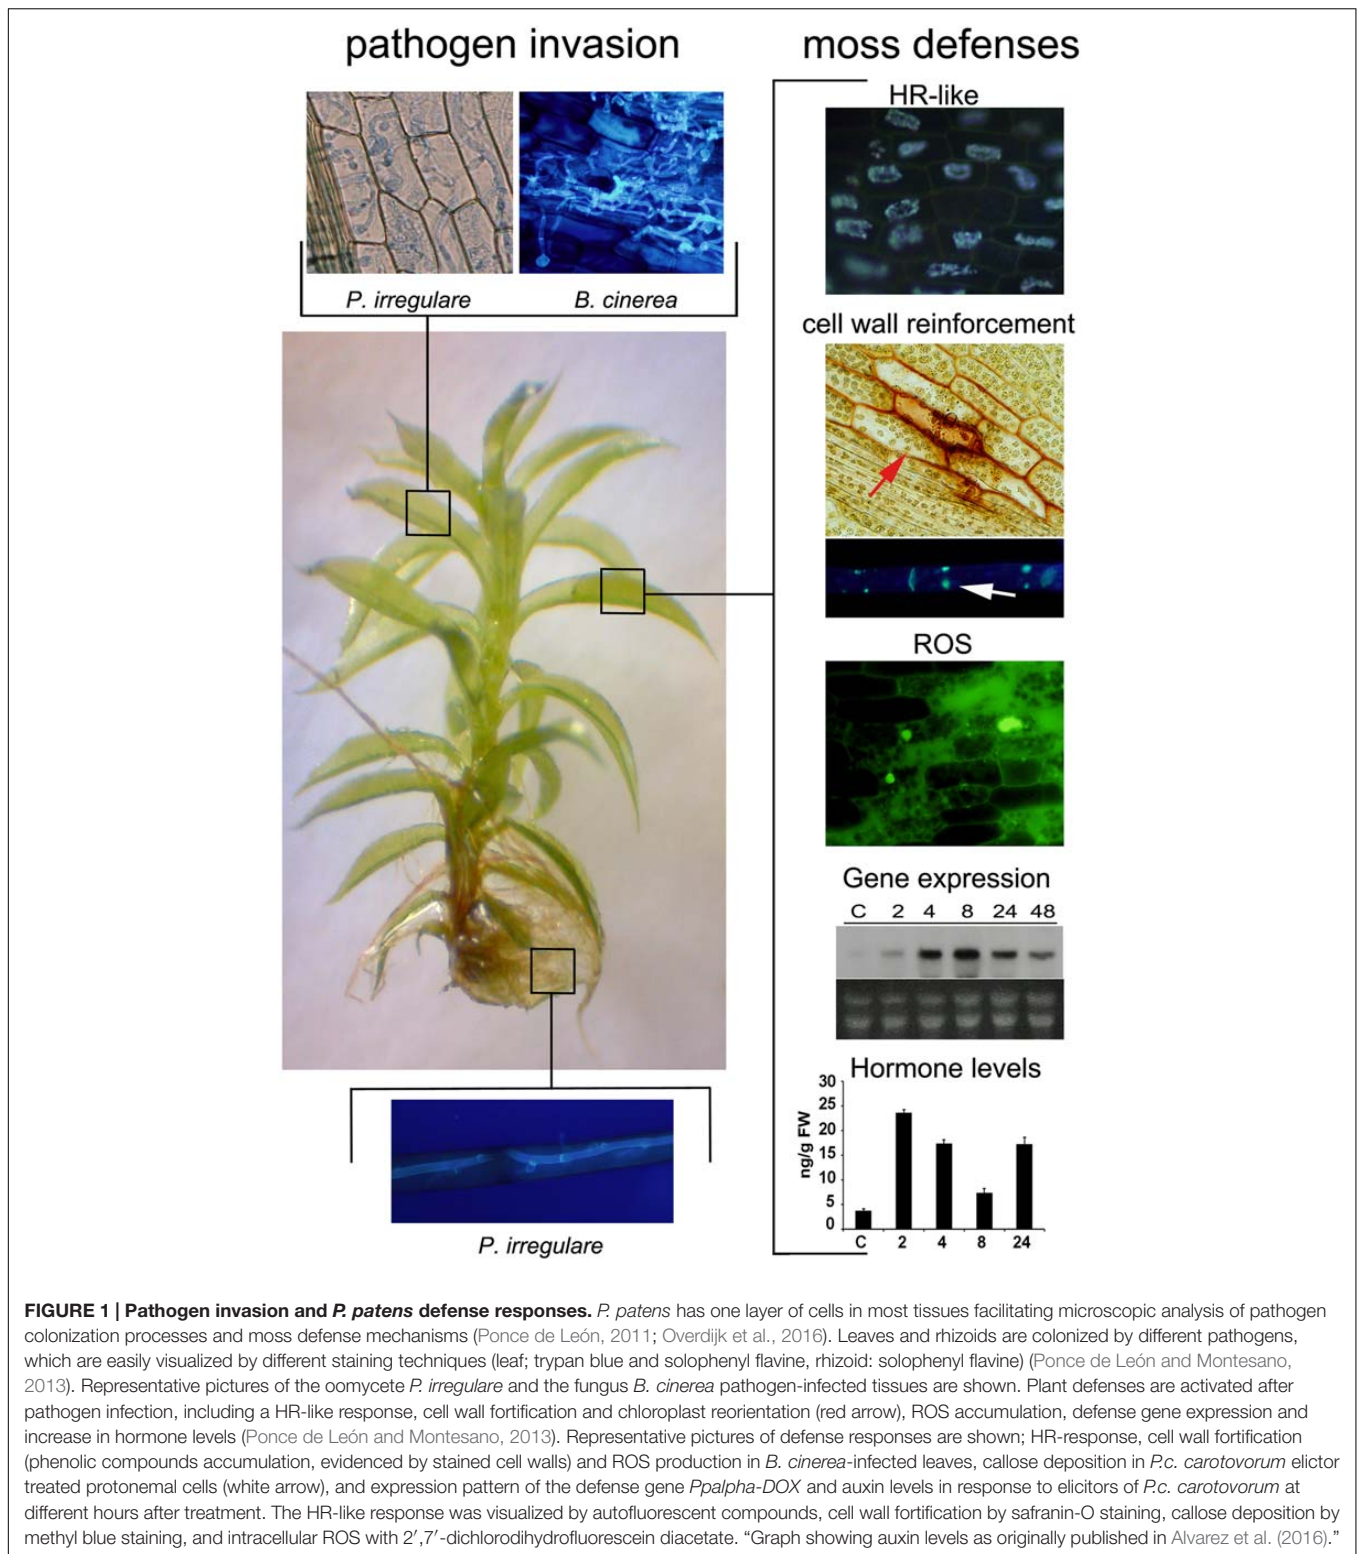 pathogen invasion
moss defenses
HR-like
P. irregulare
B. cinerea
cell wall reinforcement
ROS
Gene expression
C 2 4 8 24 48
Hormone levels
ng/g FW
30
25
20
15
10
5
0
C 2 4 8 24
P. irregulare
FIGURE 1 | Pathogen invasion and P. patens defense responses. P. patens has one layer of cells in most tissues facilitating microscopic analysis of pathogen
colonization processes and moss defense mechanisms (Ponce de León, 2011; Overdijk et al., 2016). Leaves and rhizoids are colonized by different pathogens,
which are easily visualized by different staining techniques (leaf; trypan blue and solophenyl flavine, rhizoid: solophenyl flavine) (Ponce de León and Montesano,
2013). Representative pictures of the oomycete P. irregulare and the fungus B. cinerea pathogen-infected tissues are shown. Plant defenses are activated after
pathogen infection, including a HR-like response, cell wall fortification and chloroplast reorientation (red arrow), ROS accumulation, defense gene expression and
increase in hormone levels (Ponce de León and Montesano, 2013). Representative pictures of defense responses are shown; HR-response, cell wall fortification
(phenolic compounds accumulation, evidenced by stained cell walls) and ROS production in B. cinerea-infected leaves, callose deposition in P.c. carotovorum elictor
treated protonemal cells (white arrow), and expression pattern of the defense gene Ppalpha-DOX and auxin levels in response to elicitors of P.c. carotovorum at
different hours after treatment. The HR-like response was visualized by autofluorescent compounds, cell wall fortification by safranin-O staining, callose deposition by
methyl blue staining, and intracellular ROS with 2′,7′-dichlorodihydrofluorescein diacetate. “Graph showing auxin levels as originally published in Alvarez et al. (2016).”